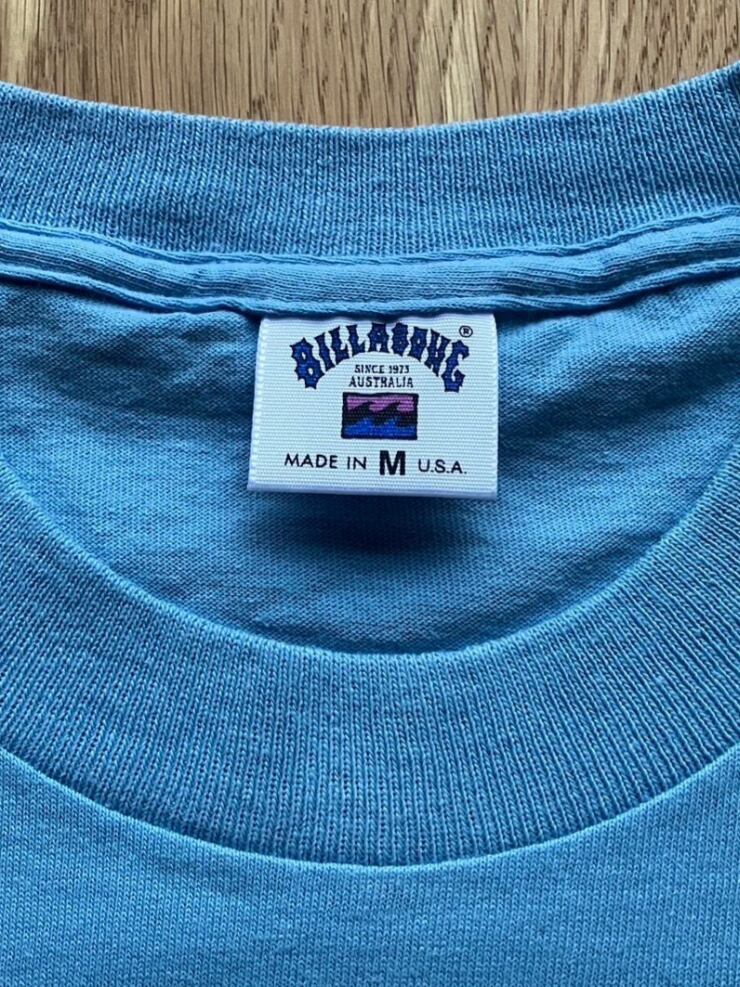 BILLABONG®
SINCE 1973
AUSTRALIA
MADE IN M U.S.A.